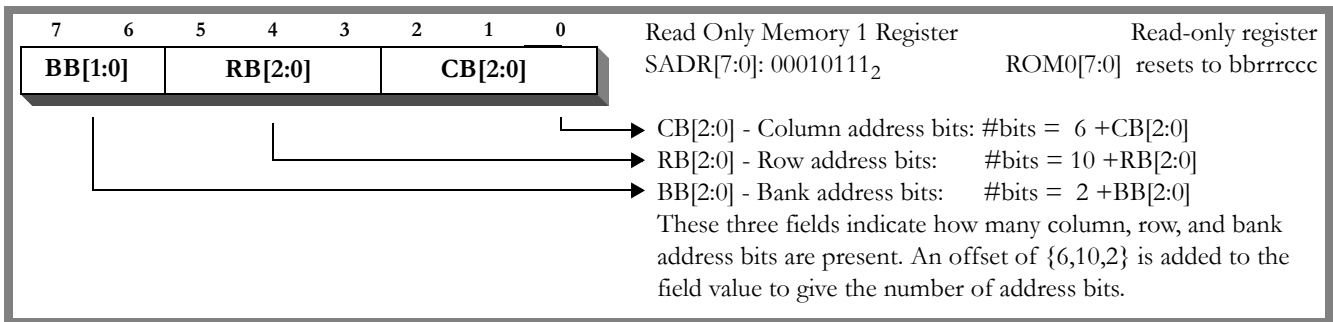 7 6 5 4 3 2 1 0
BB[1:0] RB[2:0] CB[2:0]
Read Only Memory 1 Register Read-only register
SADR[7:0]: 00010111₂ ROM0[7:0] resets to bbrrrccc
CB[2:0] - Column address bits: #bits = 6 +CB[2:0]
RB[2:0] - Row address bits: #bits = 10 +RB[2:0]
BB[2:0] - Bank address bits: #bits = 2 +BB[2:0]
These three fields indicate how many column, row, and bank
address bits are present. An offset of {6,10,2} is added to the
field value to give the number of address bits.